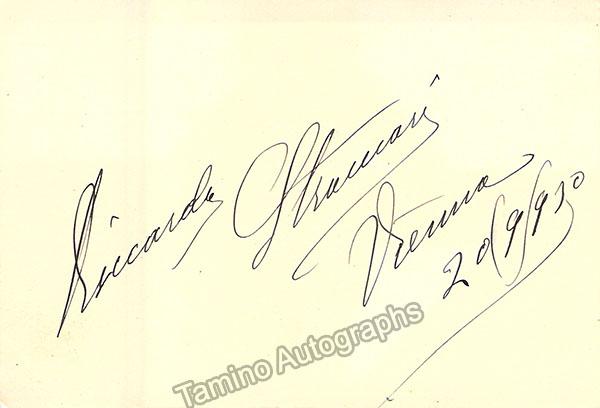 Riccardo Stracciari
Vienna
20/9/930
Tamino Autographs